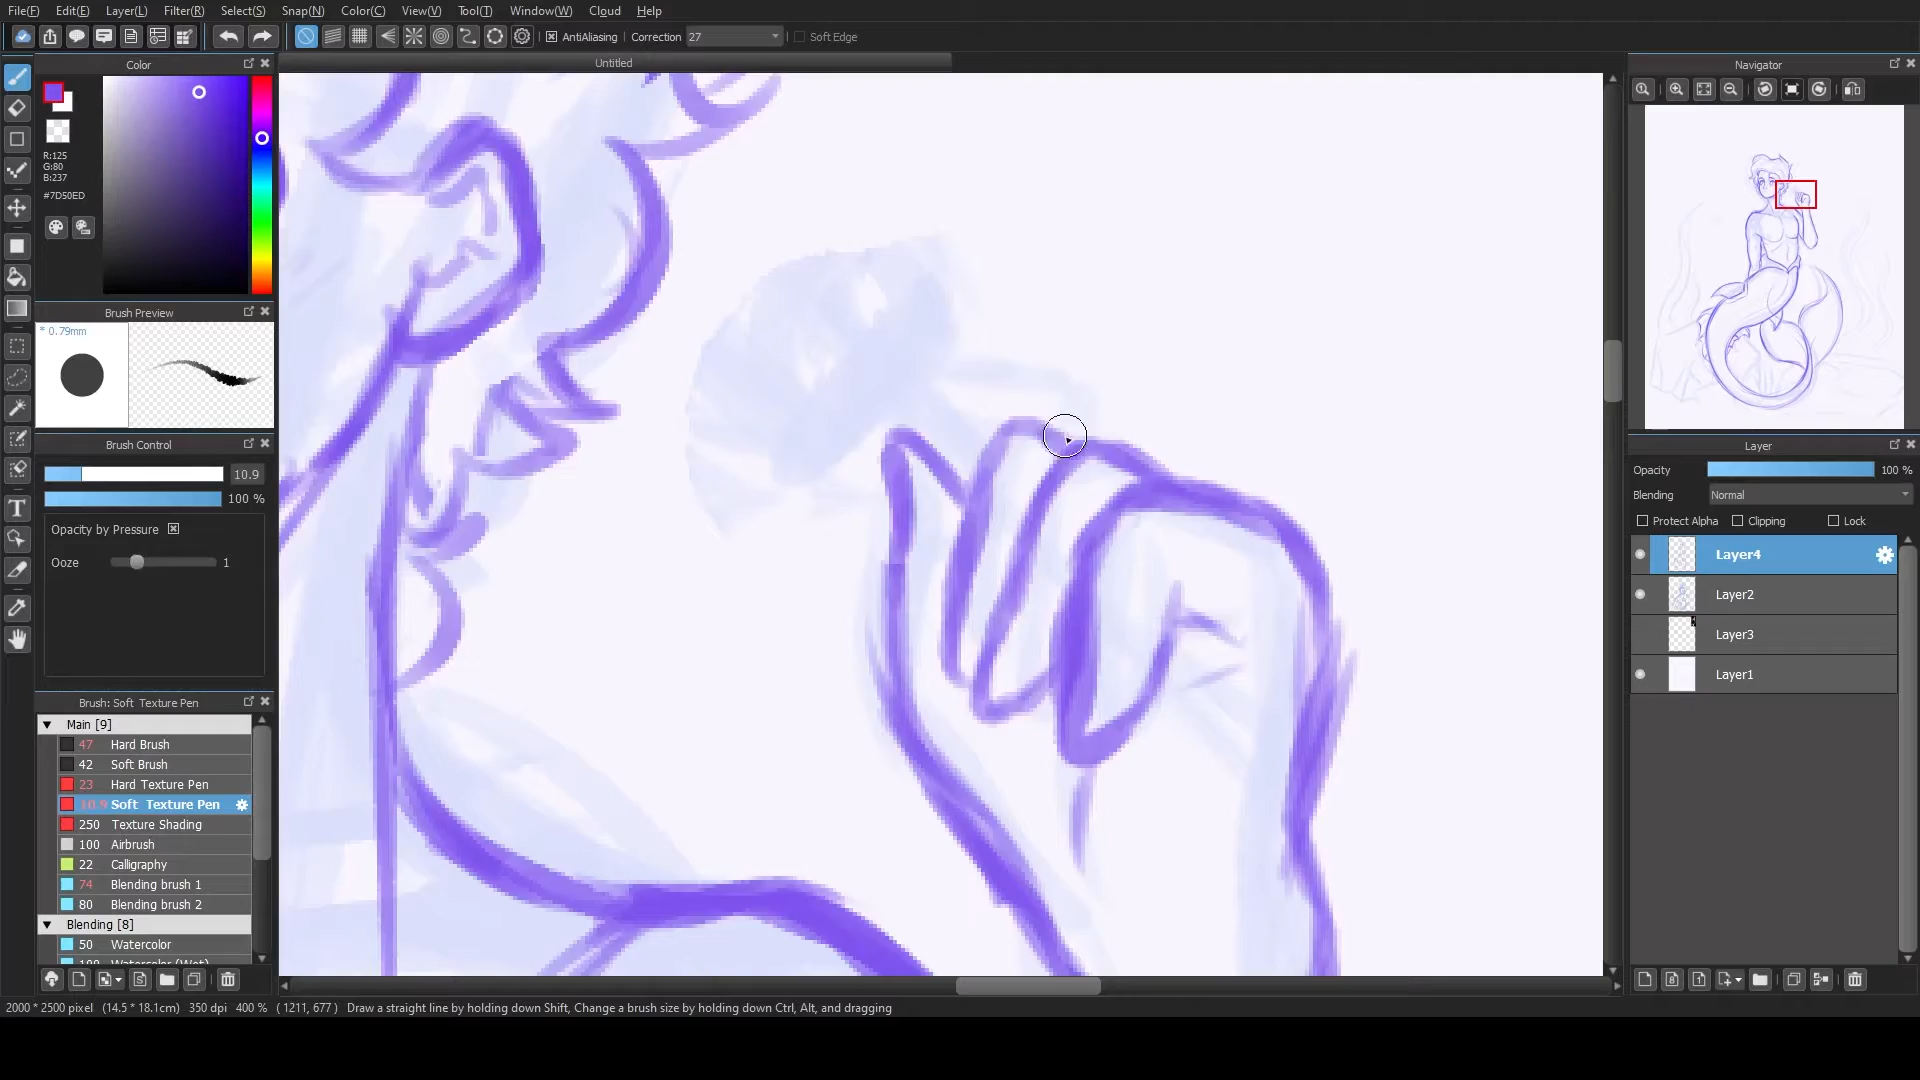 File(F) Edit(E) Layer(L) Filter(R) Select(S) Snap(N) Color(C) View(V) Tool(T) Window(W) Cloud Help
AntiAliasing Correction 27 Soft Edge
Untitled
Color
R:125
G:80
B:237
#7D50ED
Brush Preview
* 0.79mm
Brush Control
10.9
100 %
Opacity by Pressure
Ooze 1
Brush: Soft Texture Pen
Main [9]
47 Hard Brush
42 Soft Brush
23 Hard Texture Pen
10.9 Soft Texture Pen
250 Texture Shading
100 Airbrush
22 Calligraphy
74 Blending brush 1
80 Blending brush 2
Blending [8]
50 Watercolor
100 Watercolor (Wet)
Navigator
Layer
Opacity 100 %
Blending Normal
Protect Alpha Clipping Lock
Layer4
Layer2
Layer3
Layer1
2000 * 2500 pixel (14.5 * 18.1cm) 350 dpi 400 % ( 1211, 677 ) Draw a straight line by holding down Shift, Change a brush size by holding down Ctrl, Alt, and dragging